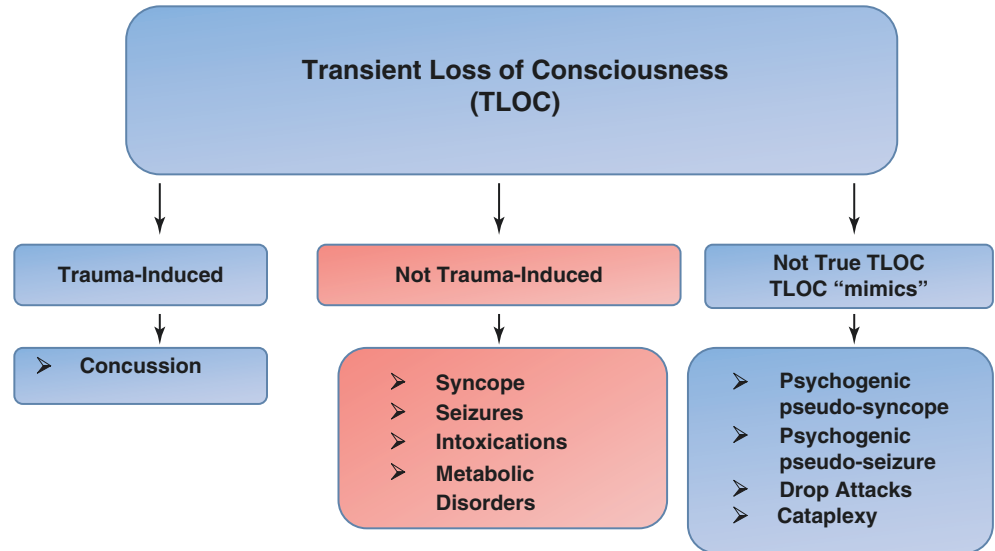 Transient Loss of Consciousness
(TLOC)
Trauma-Induced
Not Trauma-Induced
Not True TLOC
TLOC “mimics”
➢ Concussion
➢ Syncope
➢ Seizures
➢ Intoxications
➢ Metabolic
Disorders
➢ Psychogenic
pseudo-syncope
➢ Psychogenic
pseudo-seizure
➢ Drop Attacks
➢ Cataplexy